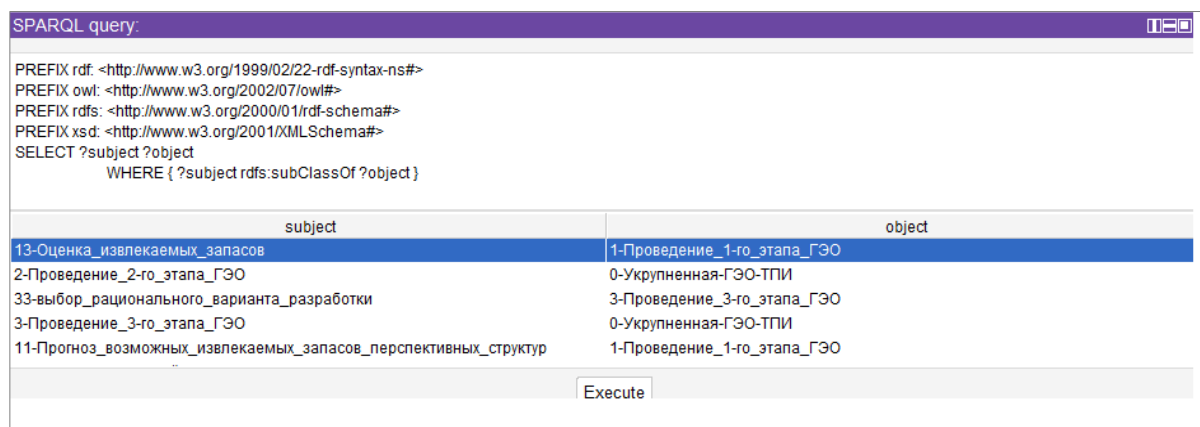 SPARQL query:
PREFIX rdf: <http://www.w3.org/1999/02/22-rdf-syntax-ns#>
PREFIX owl: <http://www.w3.org/2002/07/owl#>
PREFIX rdfs: <http://www.w3.org/2000/01/rdf-schema#>
PREFIX xsd: <http://www.w3.org/2001/XMLSchema#>
SELECT ?subject ?object
WHERE { ?subject rdfs:subClassOf ?object }
subject object
13-Оценка_извлекаемых_запасов 1-Проведение_1-го_этапа_ГЭО
2-Проведение_2-го_этапа_ГЭО 0-Укрупненная-ГЭО-ТПИ
33-выбор_рационального_варианта_разработки 3-Проведение_3-го_этапа_ГЭО
3-Проведение_3-го_этапа_ГЭО 0-Укрупненная-ГЭО-ТПИ
11-Прогноз_возможных_извлекаемых_запасов_перспективных_структур 1-Проведение_1-го_этапа_ГЭО
Execute